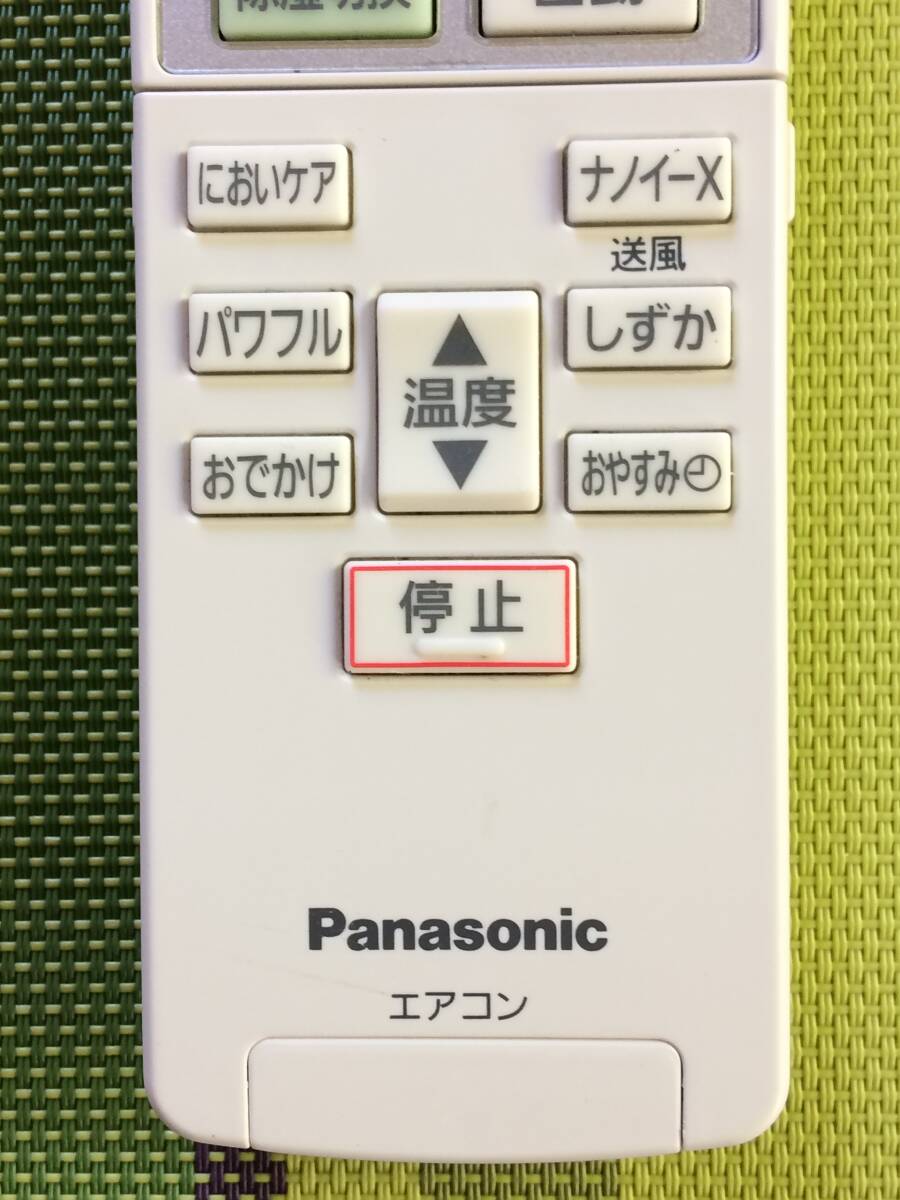 においケア
ナノイーX
送風
パワフル
しずか
温度
おでかけ
おやすみ
停止
Panasonic
エアコン